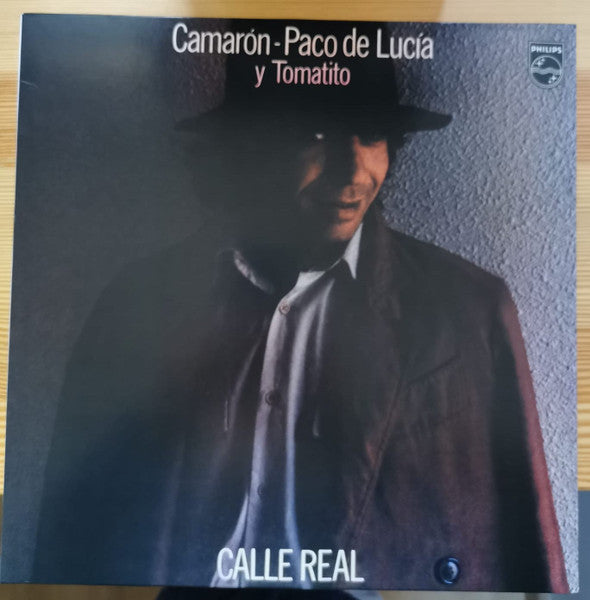 Camarón - Paco de Lucía
y Tomatito
PHILIPS
CALLE REAL